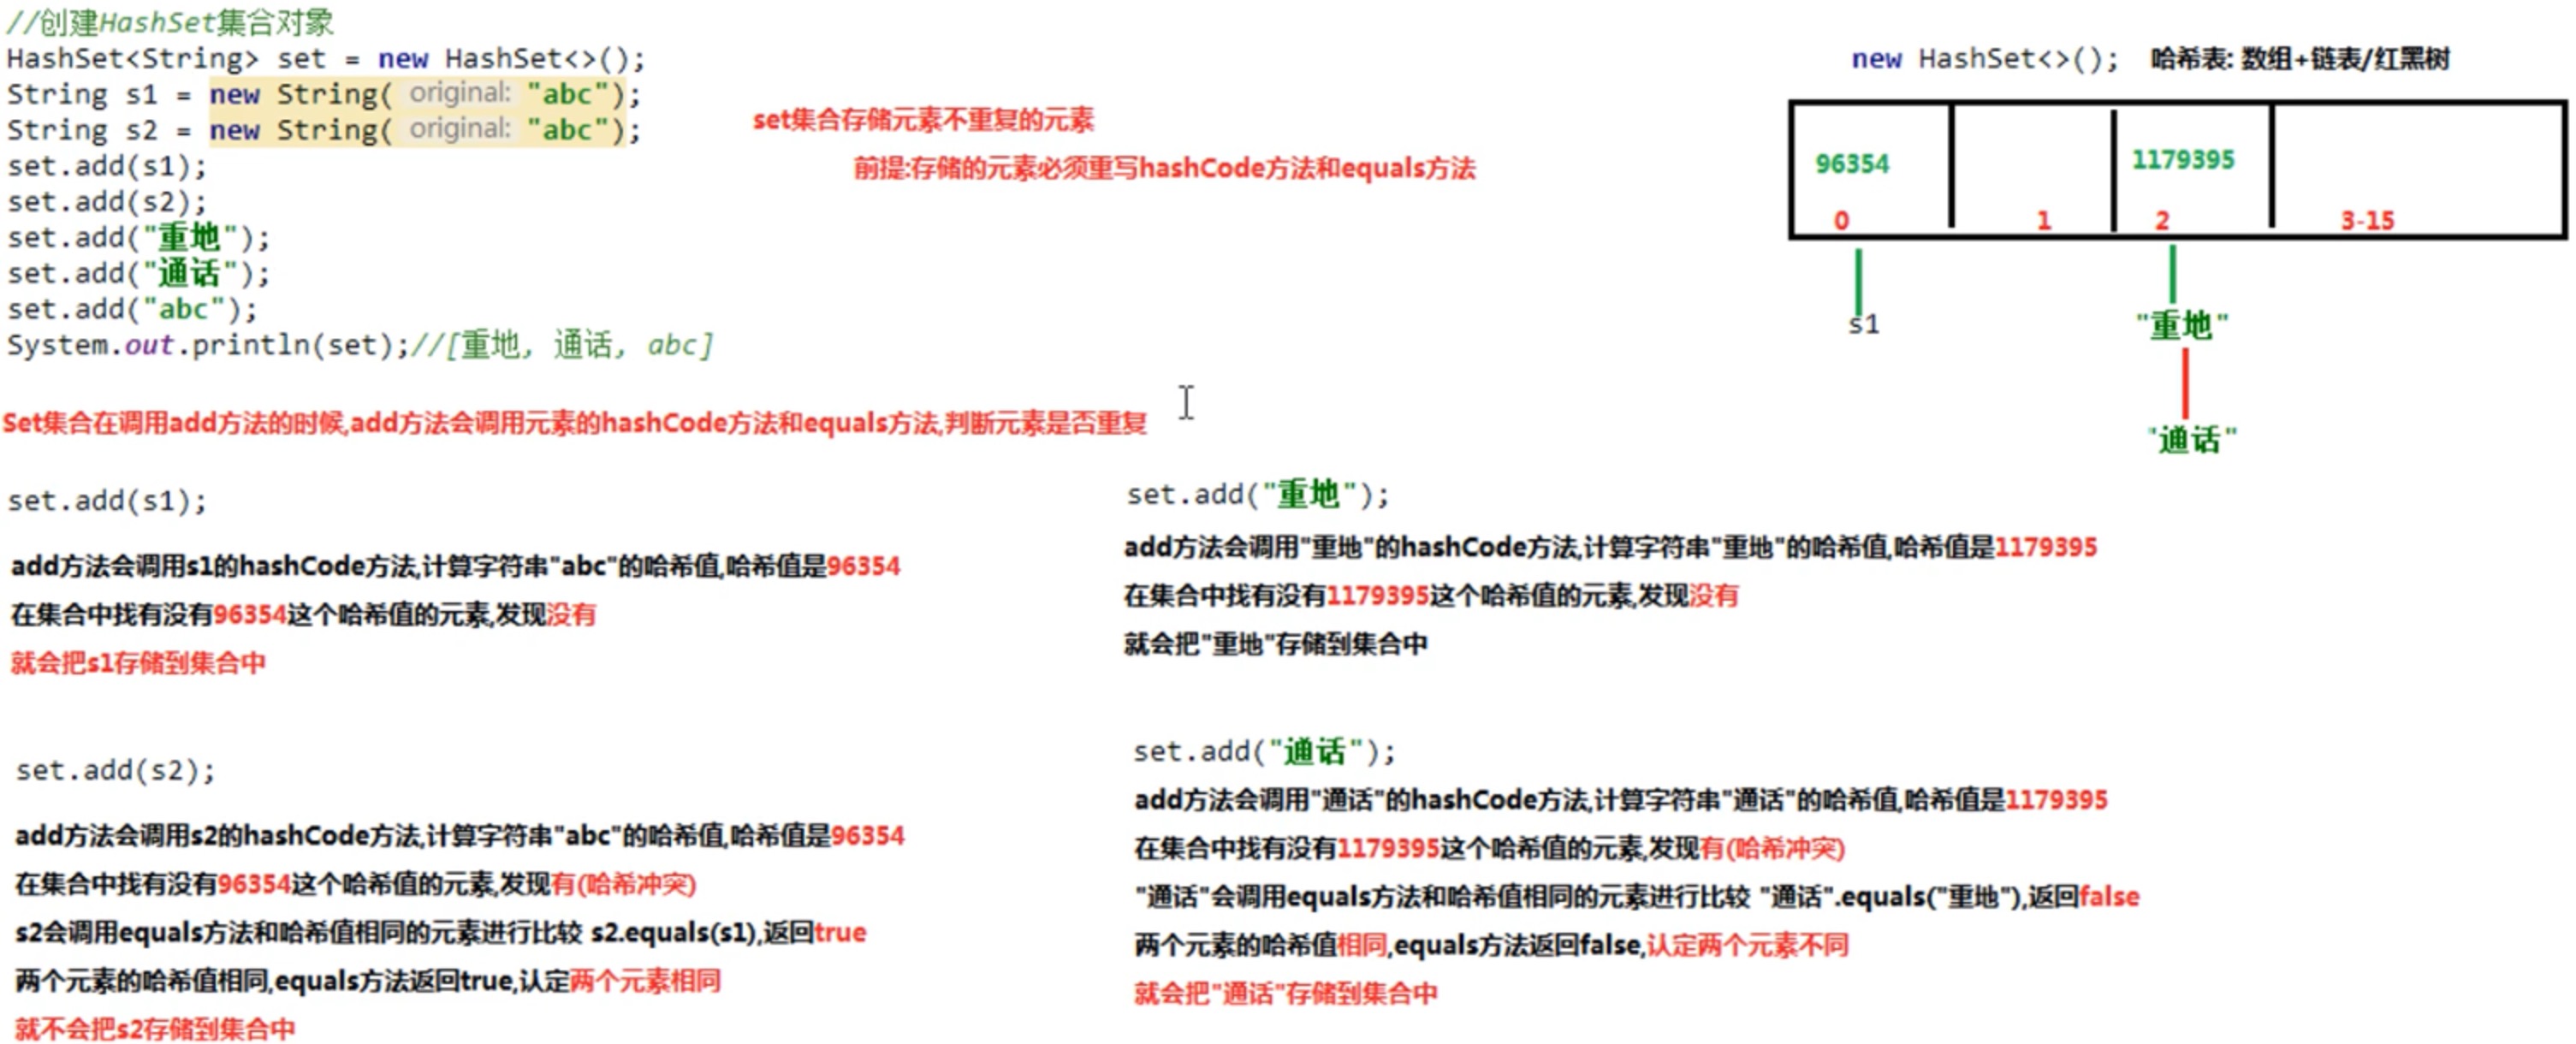 //创建HashSet集合对象
HashSet<String> set = new HashSet<>();
String s1 = new String( original: "abc");
String s2 = new String( original: "abc");
set.add(s1);
set.add(s2);
set.add("重地");
set.add("通话");
set.add("abc");
System.out.println(set);//[重地, 通话, abc]
set集合存储元素不重复的元素
前提:存储的元素必须重写hashCode方法和equals方法
new HashSet<>(); 哈希表: 数组+链表/红黑树
96354
1179395
0
1
2
3-15
s1
"重地"
"通话"
Set集合在调用add方法的时候,add方法会调用元素的hashCode方法和equals方法,判断元素是否重复
set.add(s1);
add方法会调用s1的hashCode方法,计算字符串"abc"的哈希值,哈希值是96354
在集合中找有没有96354这个哈希值的元素,发现没有
就会把s1存储到集合中
set.add(s2);
add方法会调用s2的hashCode方法,计算字符串"abc"的哈希值,哈希值是96354
在集合中找有没有96354这个哈希值的元素,发现有(哈希冲突)
s2会调用equals方法和哈希值相同的元素进行比较 s2.equals(s1),返回true
两个元素的哈希值相同,equals方法返回true,认定两个元素相同
就不会把s2存储到集合中
set.add("重地");
add方法会调用"重地"的hashCode方法,计算字符串"重地"的哈希值,哈希值是1179395
在集合中找有没有1179395这个哈希值的元素,发现没有
就会把"重地"存储到集合中
set.add("通话");
add方法会调用"通话"的hashCode方法,计算字符串"通话"的哈希值,哈希值是1179395
在集合中找有没有1179395这个哈希值的元素,发现有(哈希冲突)
"通话"会调用equals方法和哈希值相同的元素进行比较 "通话".equals("重地"),返回false
两个元素的哈希值相同,equals方法返回false,认定两个元素不同
就会把"通话"存储到集合中